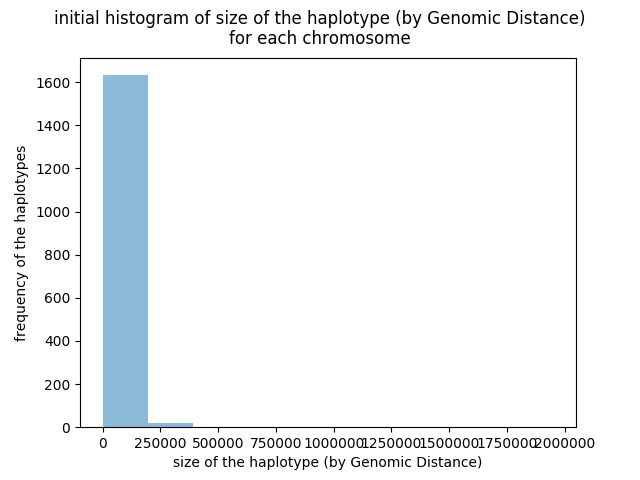 initial histogram of size of the haplotype (by Genomic Distance)
for each chromosome
1600
1400
1200
1000
800
600
400
200
0
frequency of the haplotypes
0 250000 500000 750000 1000000 1250000 1500000 1750000 2000000
size of the haplotype (by Genomic Distance)